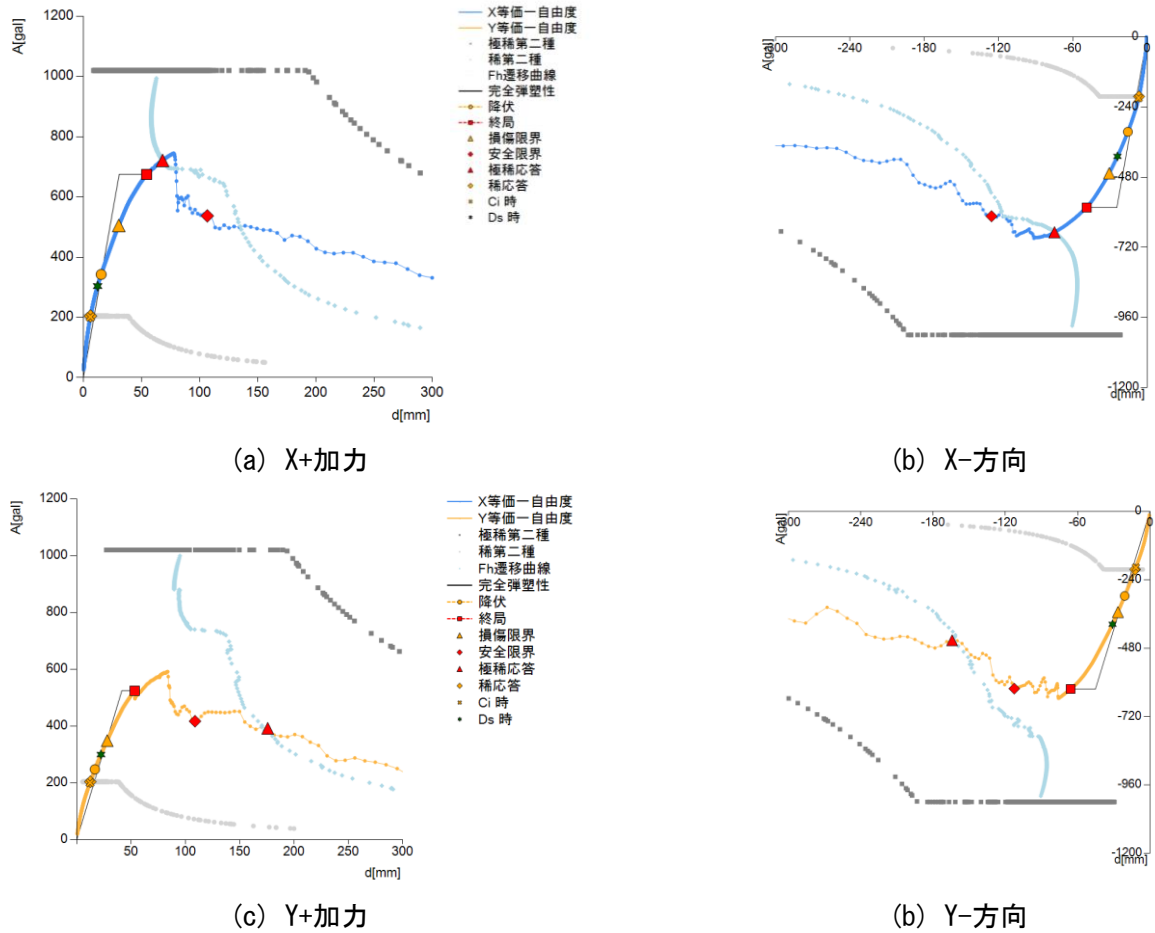 A[gal]
1200
1000
800
600
400
200
0
0 50 100 150 200 250 300
d[mm]
X等価一自由度
Y等価一自由度
極稀第二種
稀第二種
Fh遷移曲線
完全弾塑性
降伏
終局
損傷限界
安全限界
極稀応答
稀応答
Ci 時
Ds 時
(a) X+加力
A[gal]
-300 -240 -180 -120 -60 0
0
-240
-480
-720
-960
-1200
d[mm]
(b) X-方向
A[gal]
1200
1000
800
600
400
200
0
50 100 150 200 250 300
d[mm]
X等価一自由度
Y等価一自由度
極稀第二種
稀第二種
Fh遷移曲線
完全弾塑性
降伏
終局
損傷限界
安全限界
極稀応答
稀応答
Ci 時
Ds 時
(c) Y+加力
A[gal]
-300 -240 -180 -120 -60 0
0
-240
-480
-720
-960
-1200
d[mm]
(b) Y-方向